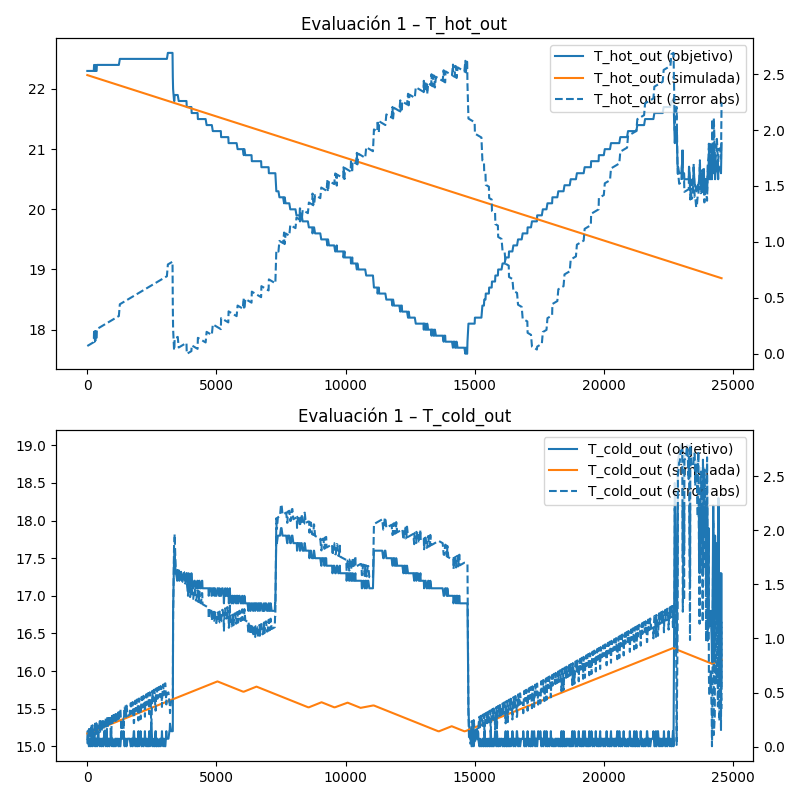 Evaluación 1 – T_hot_out
T_hot_out (objetivo)
T_hot_out (simulada)
T_hot_out (error abs)
22
21
20
19
18
2.5
2.0
1.5
1.0
0.5
0.0
0 5000 10000 15000 20000 25000
Evaluación 1 – T_cold_out
T_cold_out (objetivo)
T_cold_out (simulada)
T_cold_out (error abs)
19.0
18.5
18.0
17.5
17.0
16.5
16.0
15.5
15.0
2.5
2.0
1.5
1.0
0.5
0.0
0 5000 10000 15000 20000 25000